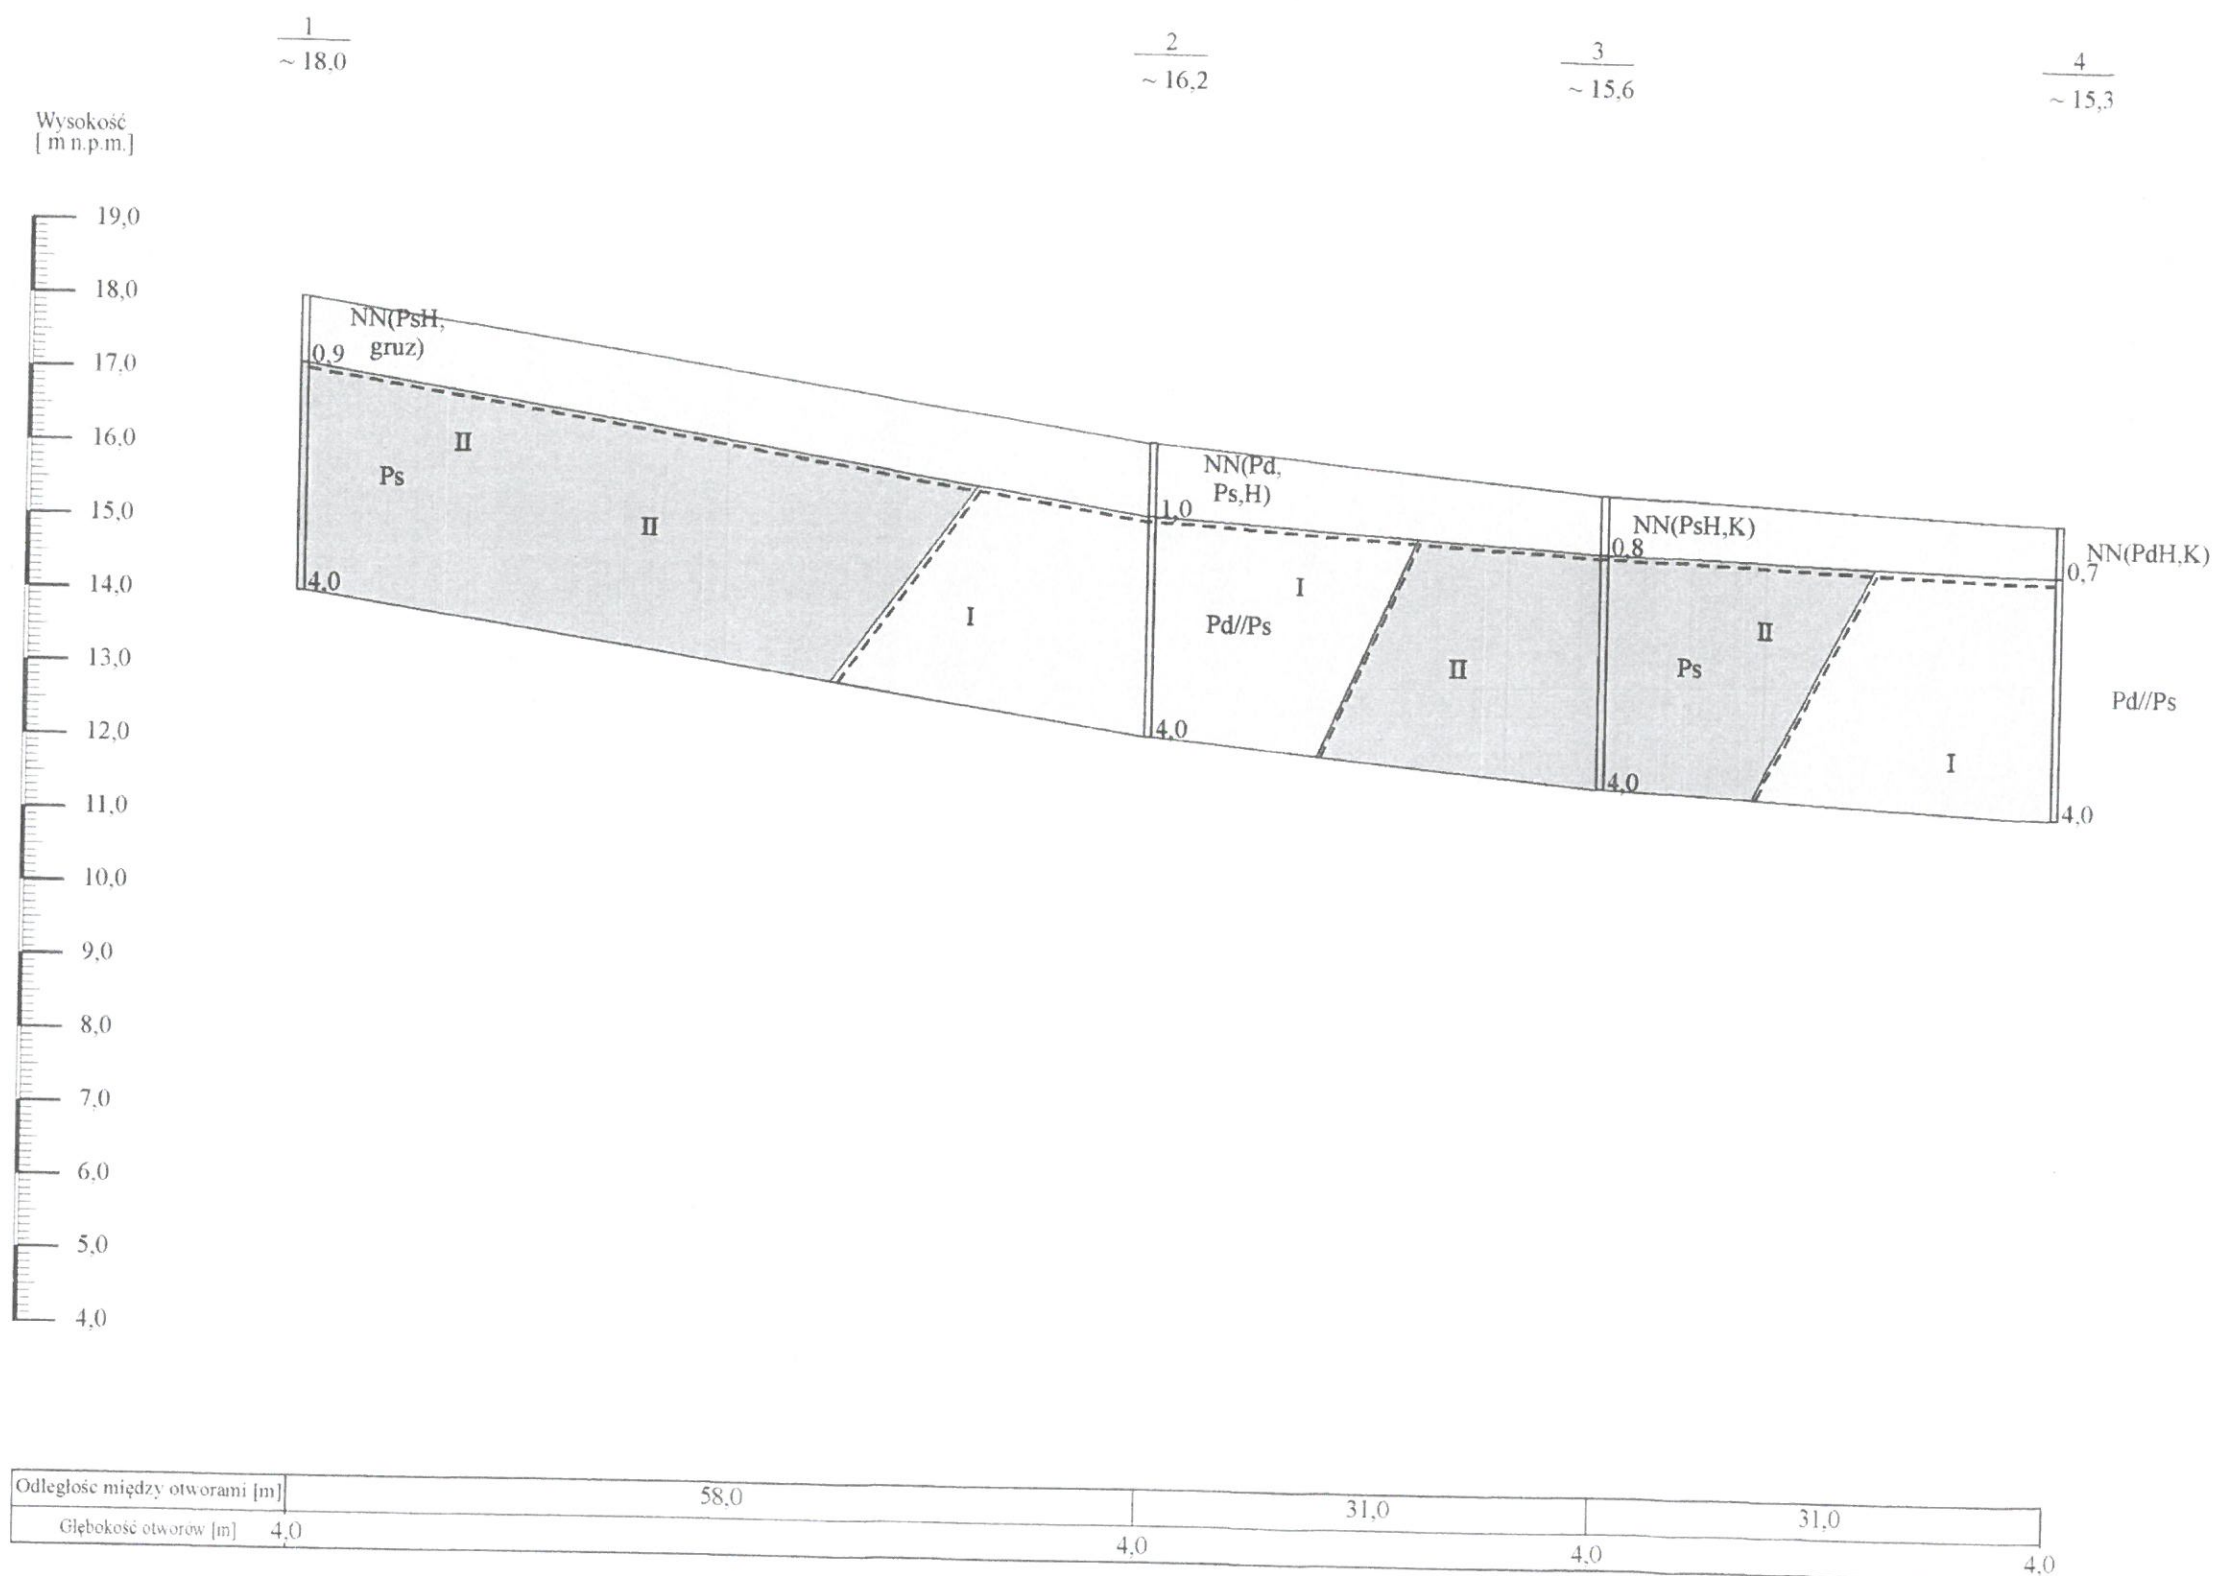 1
~ 18,0
2
~ 16,2
3
~ 15,6
4
~ 15,3
Wysokość
[ m n.p.m.]
19,0
18,0
17,0
16,0
15,0
14,0
13,0
12,0
11,0
10,0
9,0
8,0
7,0
6,0
5,0
4,0
NN(PsH,
gruz)
0,9
II
Ps
II
4,0
I
NN(Pd,
Ps,H)
1,0
I
Pd//Ps
4,0
II
NN(PsH,K)
0,8
II
Ps
4,0
I
NN(PdH,K)
0,7
Pd//Ps
4,0
Odległość między otworami [m] 58,0 31,0 31,0
Głębokość otworów [m] 4,0 4,0 4,0 4,0